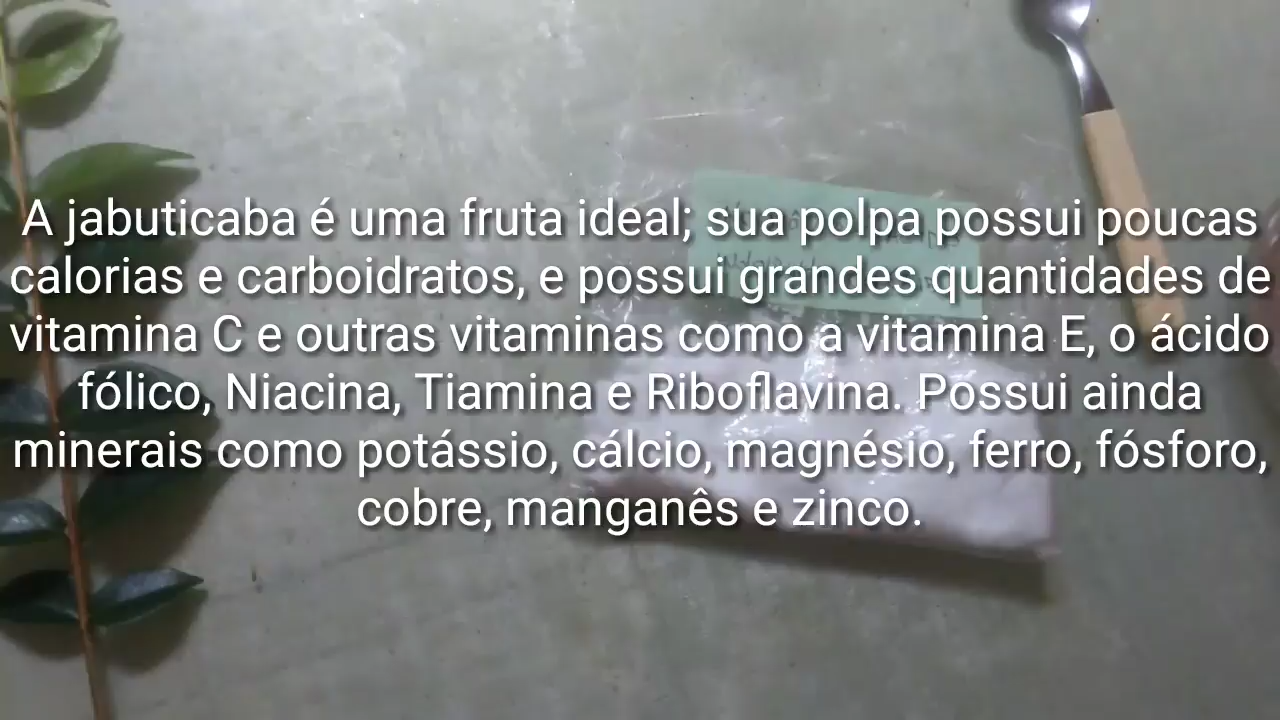 A jabuticaba é uma fruta ideal; sua polpa possui poucas
calorias e carboidratos, e possui grandes quantidades de
vitamina C e outras vitaminas como a vitamina E, o ácido
fólico, Niacina, Tiamina e Riboflavina. Possui ainda
minerais como potássio, cálcio, magnésio, ferro, fósforo,
cobre, manganês e zinco.